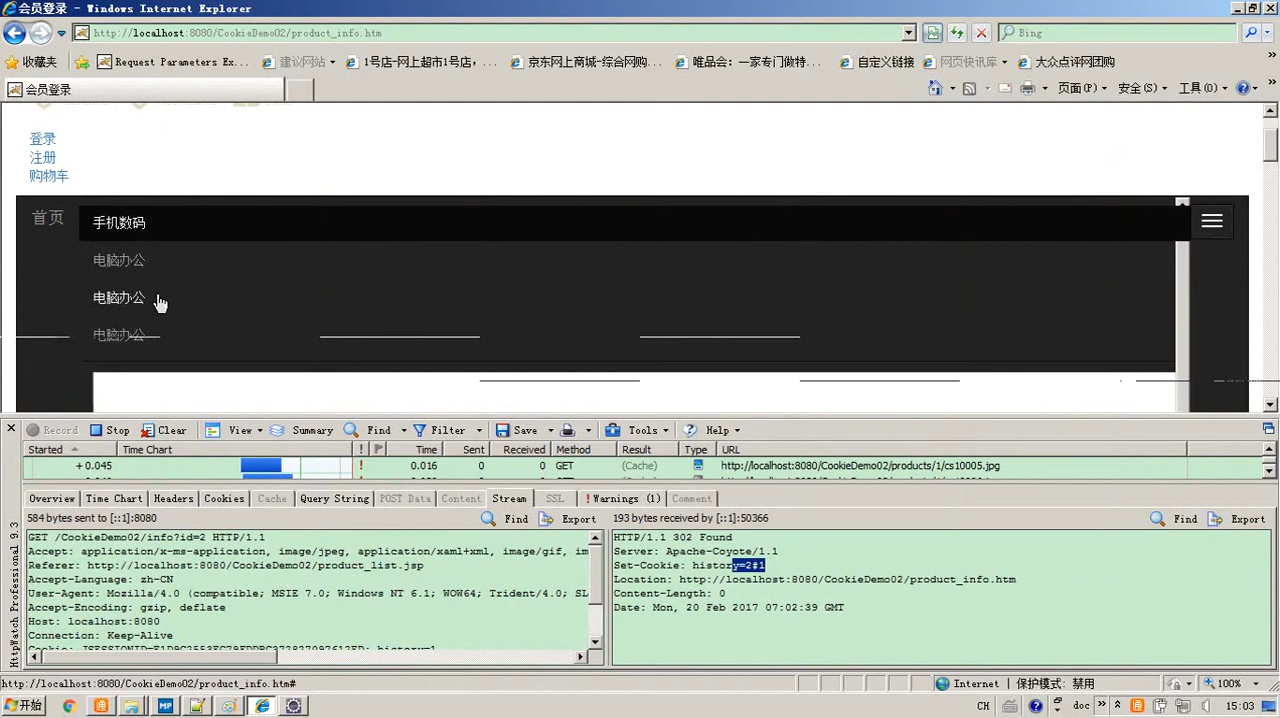 会员登录 - Windows Internet Explorer
http://localhost:8080/CookieDemo02/product_info.htm
Bing
收藏夹 Request Parameters Ex... 建议网站 1号店-网上超市1号店，... 京东网上商城-综合网购... 唯品会：一家专门做特... 自定义链接 网页快讯库 大众点评网团购
会员登录 页面(P) 安全(S) 工具(O)
登录
注册
购物车
首页 手机数码
电脑办公
电脑办公
电脑办公
Record Stop Clear View Summary Find Filter Save Tools Help
Started Time Chart ! Time Sent Received Method Result Type URL
+ 0.045 ! 0.016 0 0 GET (Cache) http://localhost:8080/CookieDemo02/products/1/cs10005.jpg
Overview Time Chart Headers Cookies Cache Query String POST Data Content Stream SSL ! Warnings (1) Comment
584 bytes sent to [::1]:8080 Find Export 193 bytes received by [::1]:50366 Find Export
GET /CookieDemo02/info?id=2 HTTP/1.1
Accept: application/x-ms-application, image/jpeg, application/xaml+xml, image/gif, im
Referer: http://localhost:8080/CookieDemo02/product_list.jsp
Accept-Language: zh-CN
User-Agent: Mozilla/4.0 (compatible; MSIE 7.0; Windows NT 6.1; WOW64; Trident/4.0; SL
Accept-Encoding: gzip, deflate
Host: localhost:8080
Connection: Keep-Alive
HTTP/1.1 302 Found
Server: Apache-Coyote/1.1
Set-Cookie: history=2#1
Location: http://localhost:8080/CookieDemo02/product_info.htm
Content-Length: 0
Date: Mon, 20 Feb 2017 07:02:39 GMT
HttpWatch Professional 9.3
http://localhost:8080/CookieDemo02/product_info.htm# Internet | 保护模式: 禁用 100%
开始 CH doc 15:03